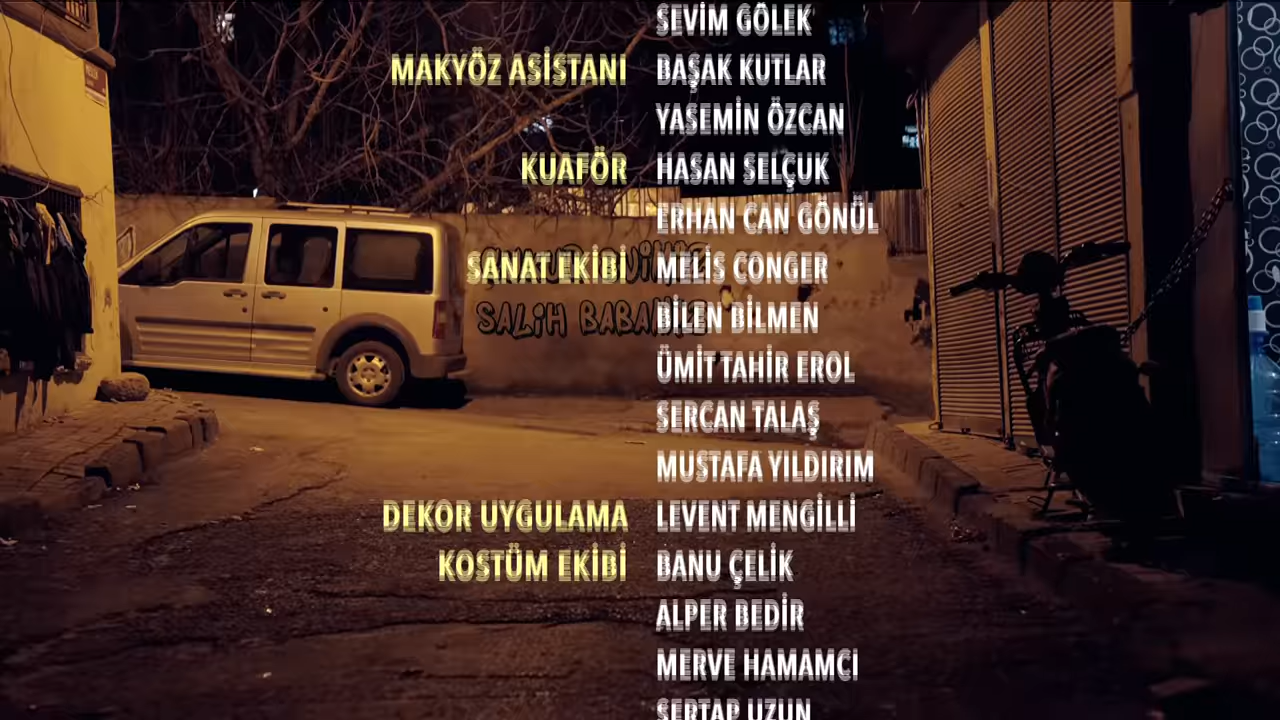 SEVİM GÖLEK
MAKYÖZ ASİSTANI BAŞAK KUTLAR
YASEMİN ÖZCAN
KUAFÖR HASAN SELÇUK
ERHAN CAN GÖNÜL
SANAT EKİBİ MELİS CONGER
BİLEN BİLMEN
SALİH BABA
ÜMİT TAHİR EROL
SERCAN TALAŞ
MUSTAFA YILDIRIM
DEKOR UYGULAMA LEVENT MENGİLLİ
KOSTÜM EKİBİ BANU ÇELİK
ALPER BEDİR
MERVE HAMAMCI
SERTAP UZUN